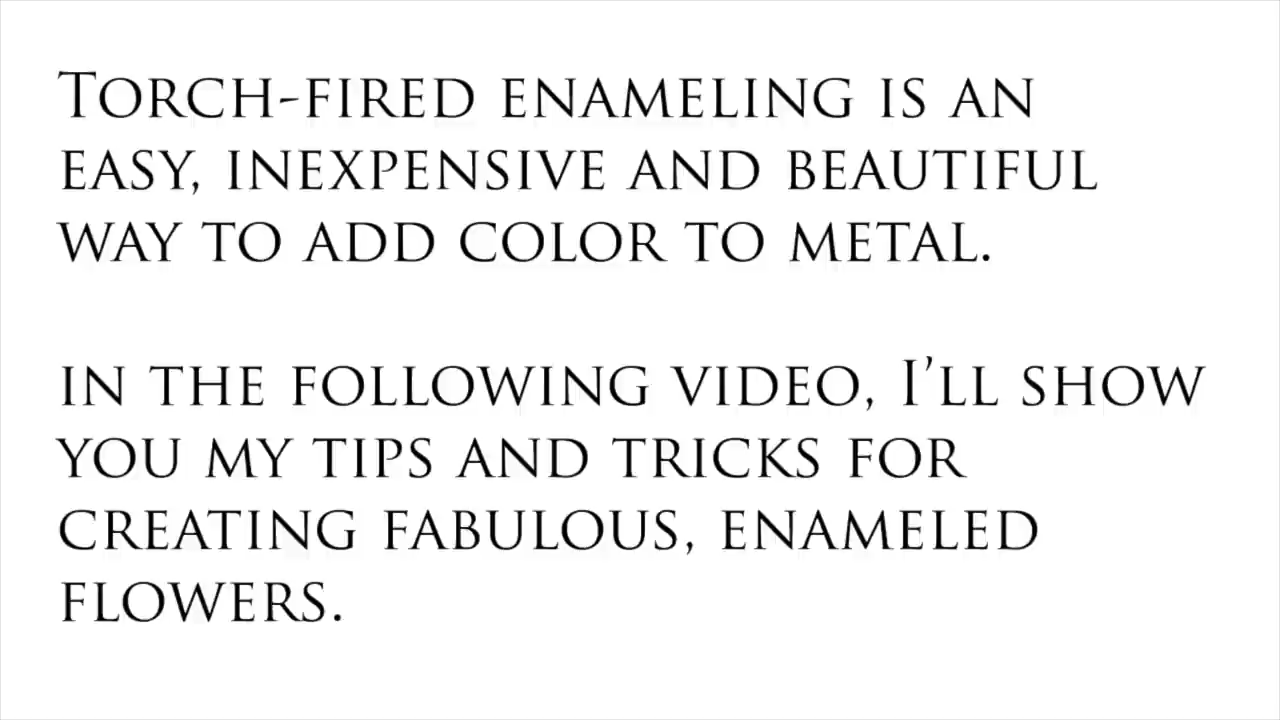 Torch-fired enameling is an
easy, inexpensive and beautiful
way to add color to metal.
in the following video, I’ll show
you my tips and tricks for
creating fabulous, enameled
flowers.